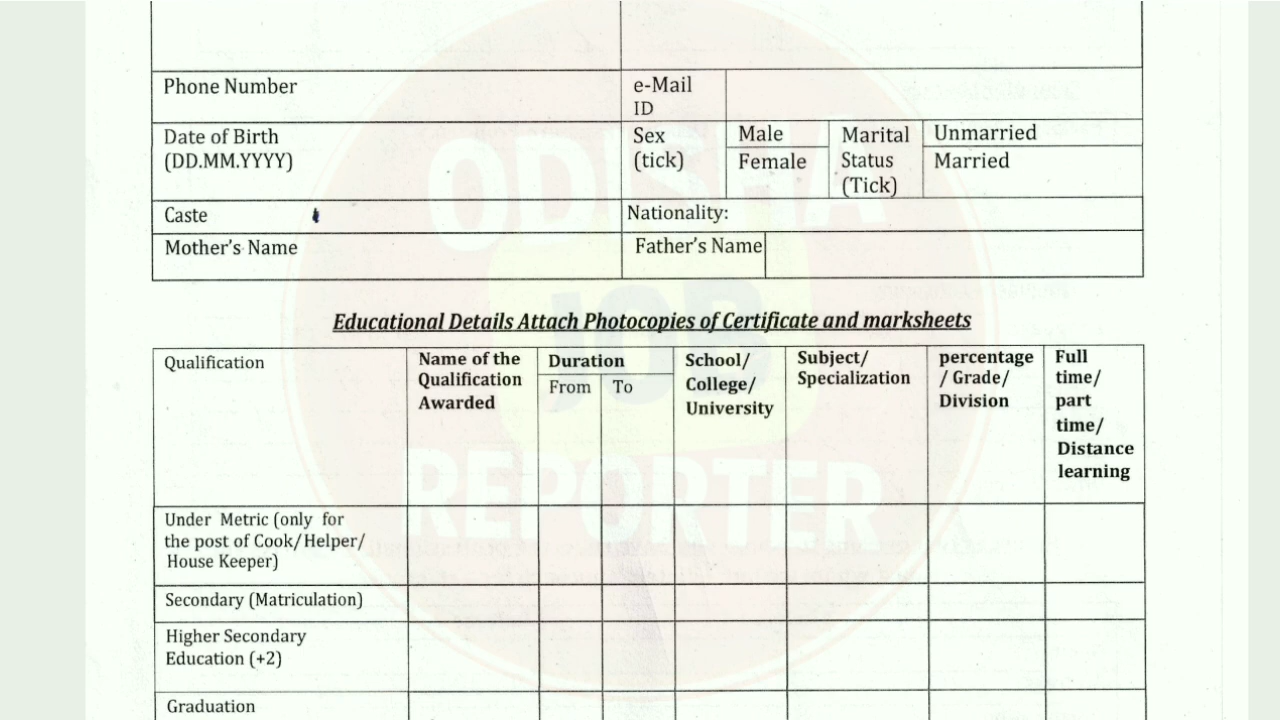 Phone Number
e-Mail
ID
Date of Birth
(DD.MM.YYYY)
Sex
(tick)
Male
Female
Marital
Status
(Tick)
Unmarried
Married
Caste
Nationality:
Mother's Name
Father's Name
Educational Details Attach Photocopies of Certificate and marksheets
Qualification
Name of the
Qualification
Awarded
Duration
From
To
School/
College/
University
Subject/
Specialization
percentage
/ Grade/
Division
Full
time/
part
time/
Distance
learning
Under Metric (only for
the post of Cook/Helper/
House Keeper)
Secondary (Matriculation)
Higher Secondary
Education (+2)
Graduation
ODISHA
JOB
REPORTER